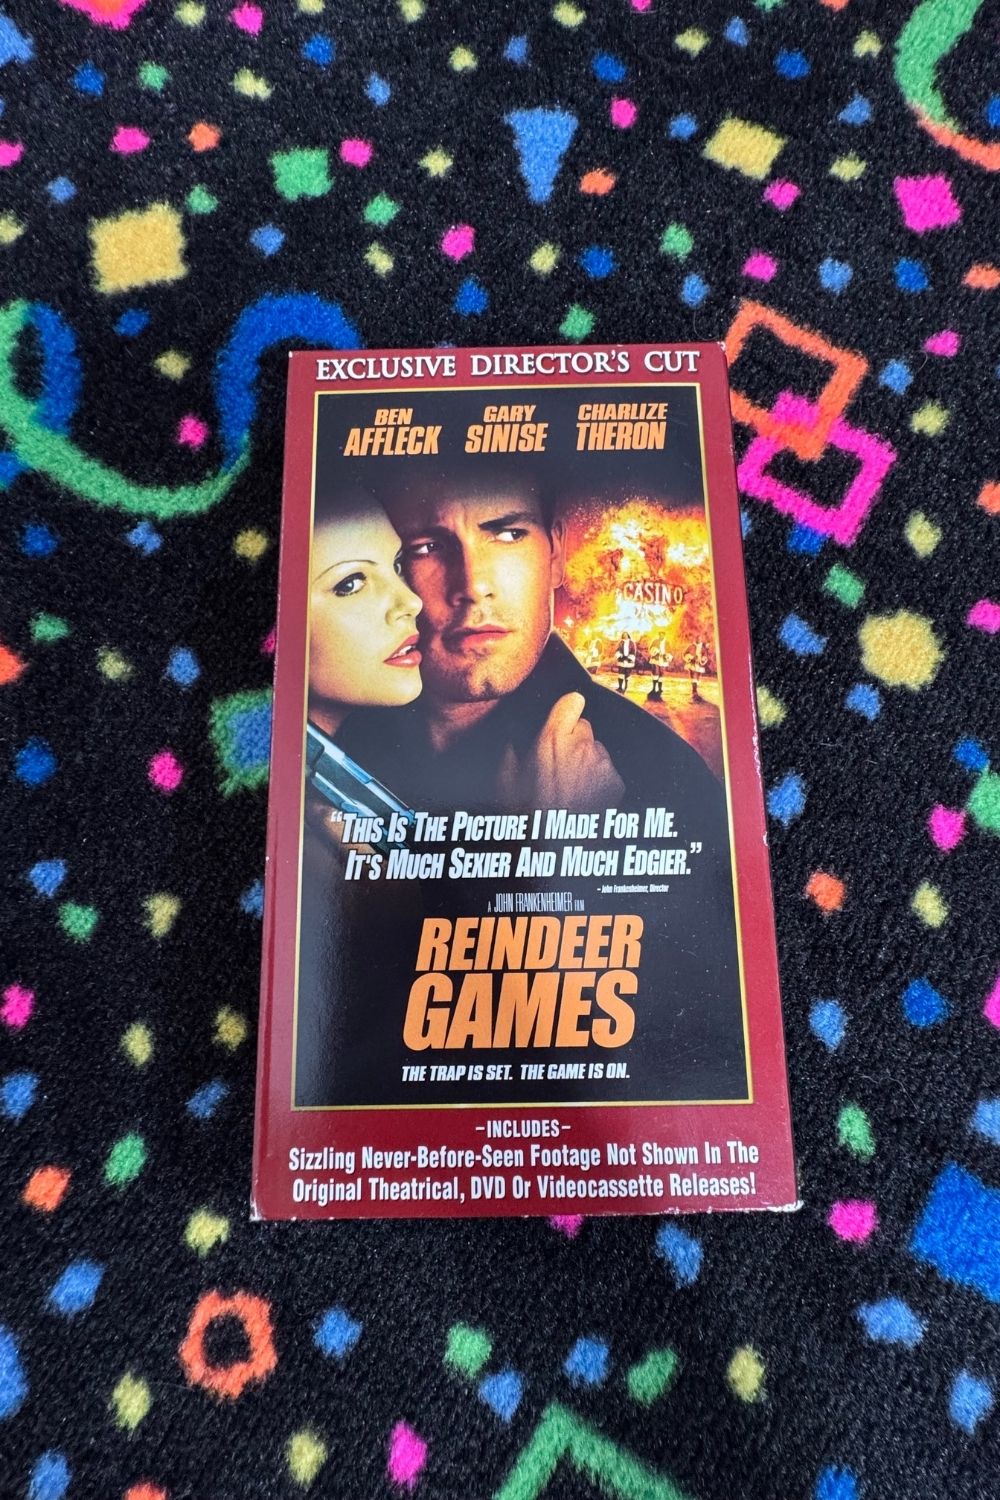 EXCLUSIVE DIRECTOR'S CUT
BEN AFFLECK
GARY SINISE
CHARLIZE THERON
CASINO
"THIS IS THE PICTURE I MADE FOR ME.
IT'S MUCH SEXIER AND MUCH EDGIER."
- John Frankenheimer, Director
A JOHN FRANKENHEIMER FILM
REINDEER
GAMES
THE TRAP IS SET. THE GAME IS ON.
-INCLUDES-
Sizzling Never-Before-Seen Footage Not Shown In The
Original Theatrical, DVD Or Videocassette Releases!